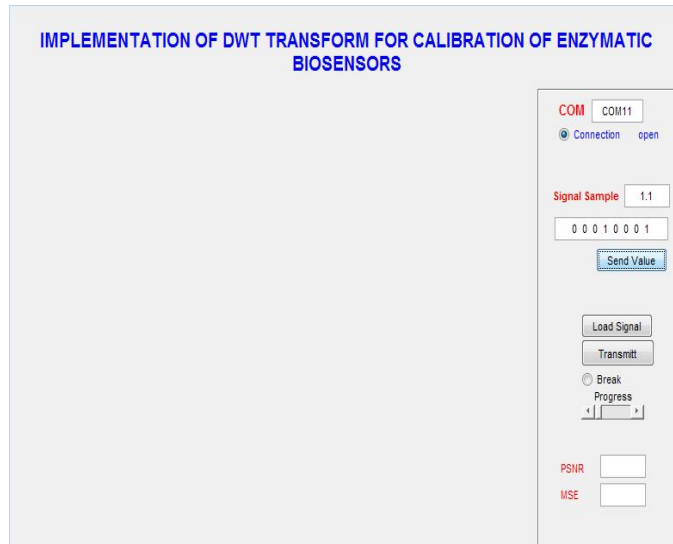 IMPLEMENTATION OF DWT TRANSFORM FOR CALIBRATION OF ENZYMATIC
BIOSENSORS
COM COM11
Connection open
Signal Sample 1.1
0 0 0 1 0 0 0 1
Send Value
Load Signal
Transmitt
Break
Progress
PSNR
MSE